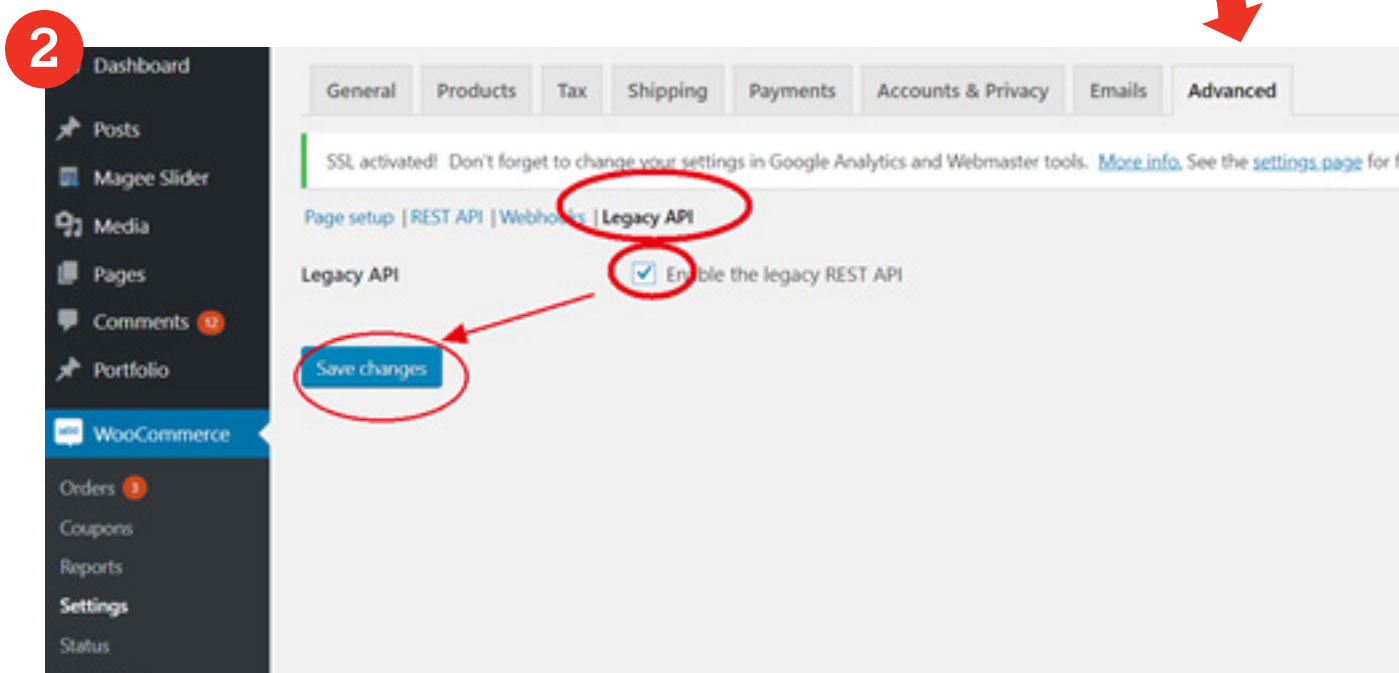 2
Dashboard
Posts
Magee Slider
Media
Pages
Comments 12
Portfolio
WooCommerce
Orders 3
Coupons
Reports
Settings
Status
General Products Tax Shipping Payments Accounts & Privacy Emails Advanced
SSL activated! Don't forget to change your settings in Google Analytics and Webmaster tools. More info. See the settings page for
Page setup | REST API | Webhooks | Legacy API
Legacy API Enable the legacy REST API
Save changes